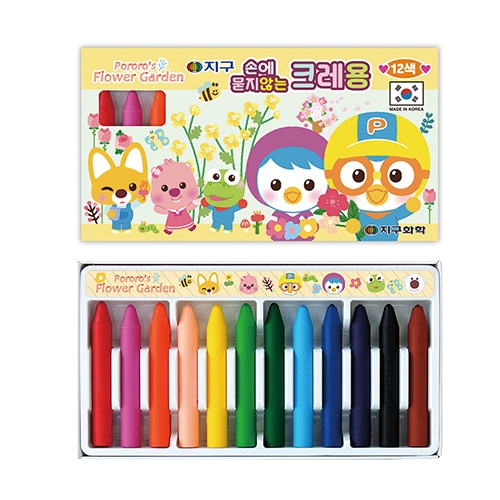 Pororo's
Flower Garden
지구
손에
묻지않는
크레용
12색
MADE IN KOREA
P
지구화학
Pororo's
Flower Garden